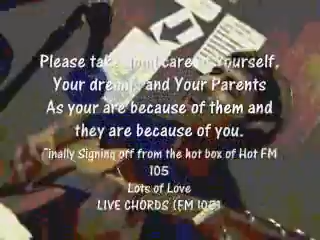 Please take good care of Yourself,
Your dreams and Your Parents
As your are because of them and
they are because of you.
Finally Signing off from the hot box of Hot FM
105
Lots of Love
LIVE CHORDS (FM 105)